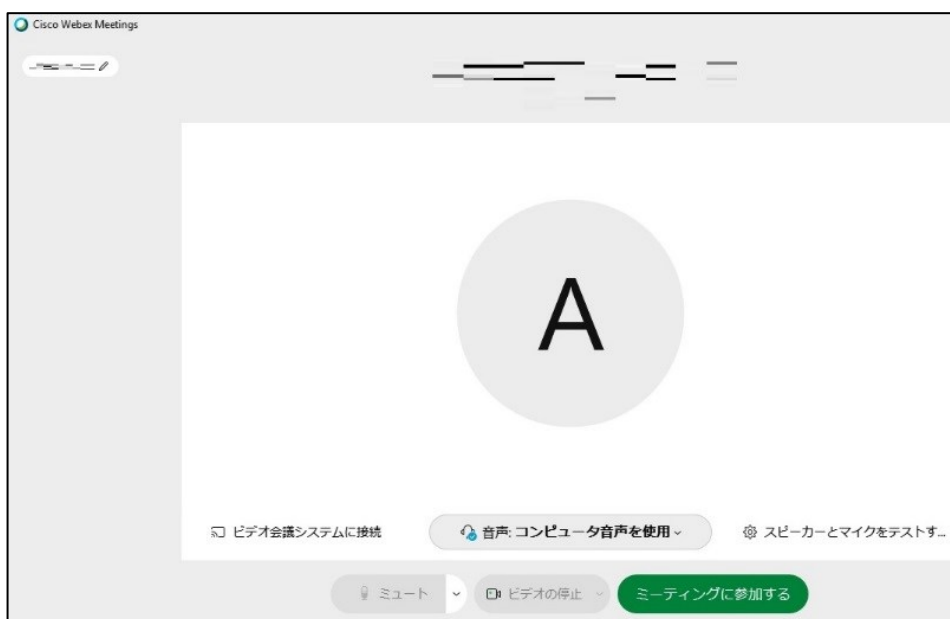 Cisco Webex Meetings
A
ビデオ会議システムに接続
音声: コンピュータ音声を使用
スピーカーとマイクをテストす...
ミュート
ビデオの停止
ミーティングに参加する